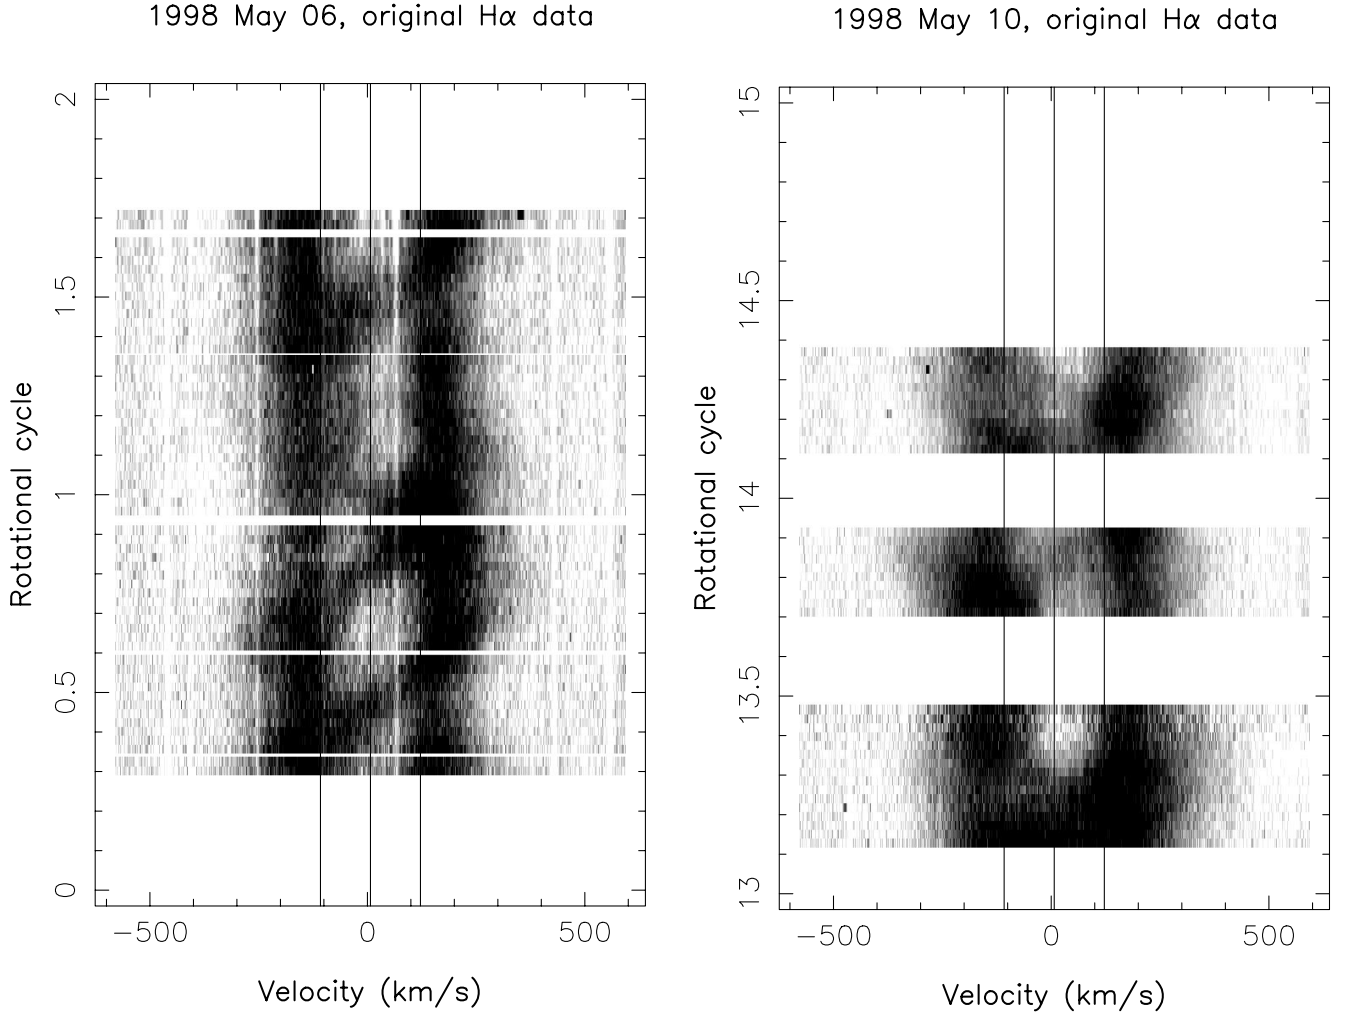 1998 May 06, original Hα data
2
1.5
1
0.5
0
Rotational cycle
−500 0 500
Velocity (km/s)
1998 May 10, original Hα data
15
14.5
14
13.5
13
Rotational cycle
−500 0 500
Velocity (km/s)